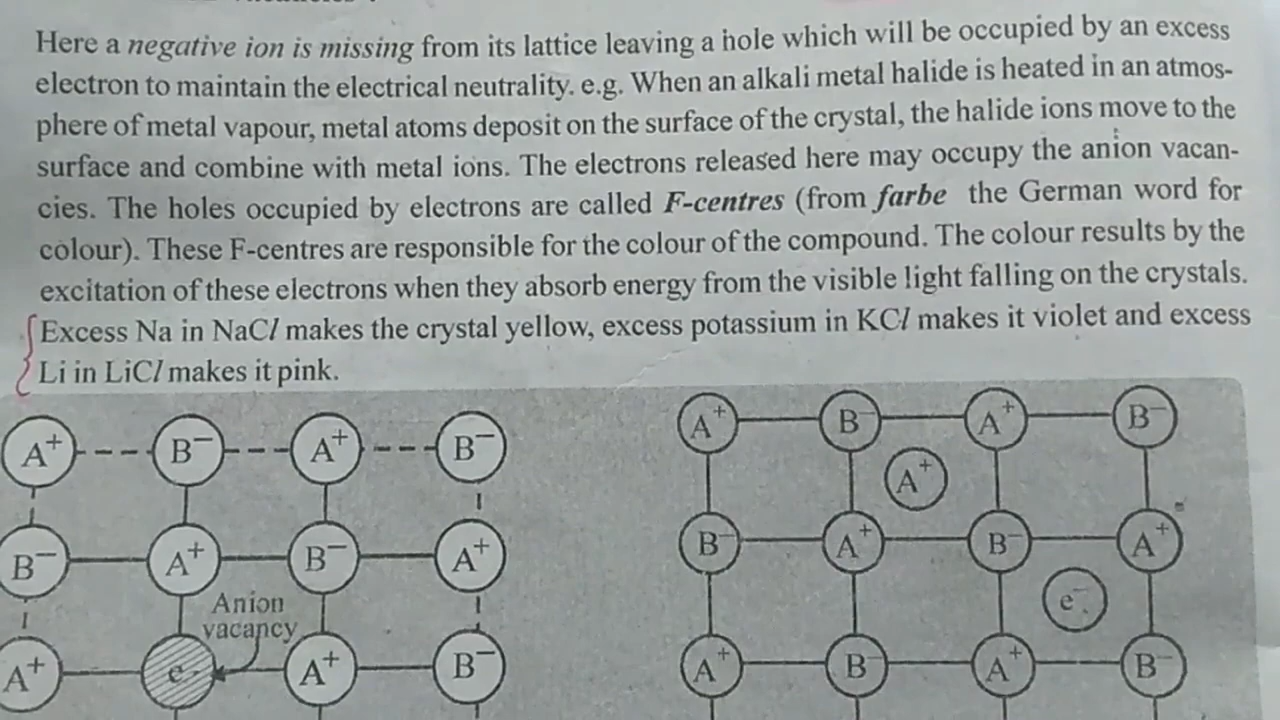 Here a negative ion is missing from its lattice leaving a hole which will be occupied by an excess
electron to maintain the electrical neutrality. e.g. When an alkali metal halide is heated in an atmos-
phere of metal vapour, metal atoms deposit on the surface of the crystal, the halide ions move to the
surface and combine with metal ions. The electrons released here may occupy the anion vacan-
cies. The holes occupied by electrons are called F-centres (from farbe the German word for
colour). These F-centres are responsible for the colour of the compound. The colour results by the
excitation of these electrons when they absorb energy from the visible light falling on the crystals.
Excess Na in NaCl makes the crystal yellow, excess potassium in KCl makes it violet and excess
Li in LiCl makes it pink.
A⁺ B⁻ A⁺ B⁻
B⁻ A⁺ B⁻ A⁺
Anion
vacancy
A⁺ e⁻ A⁺ B⁻
A⁺ B⁻ A⁺ B⁻
A⁺
B⁻ A⁺ B⁻ A⁺
e⁻
A⁺ B⁻ A⁺ B⁻